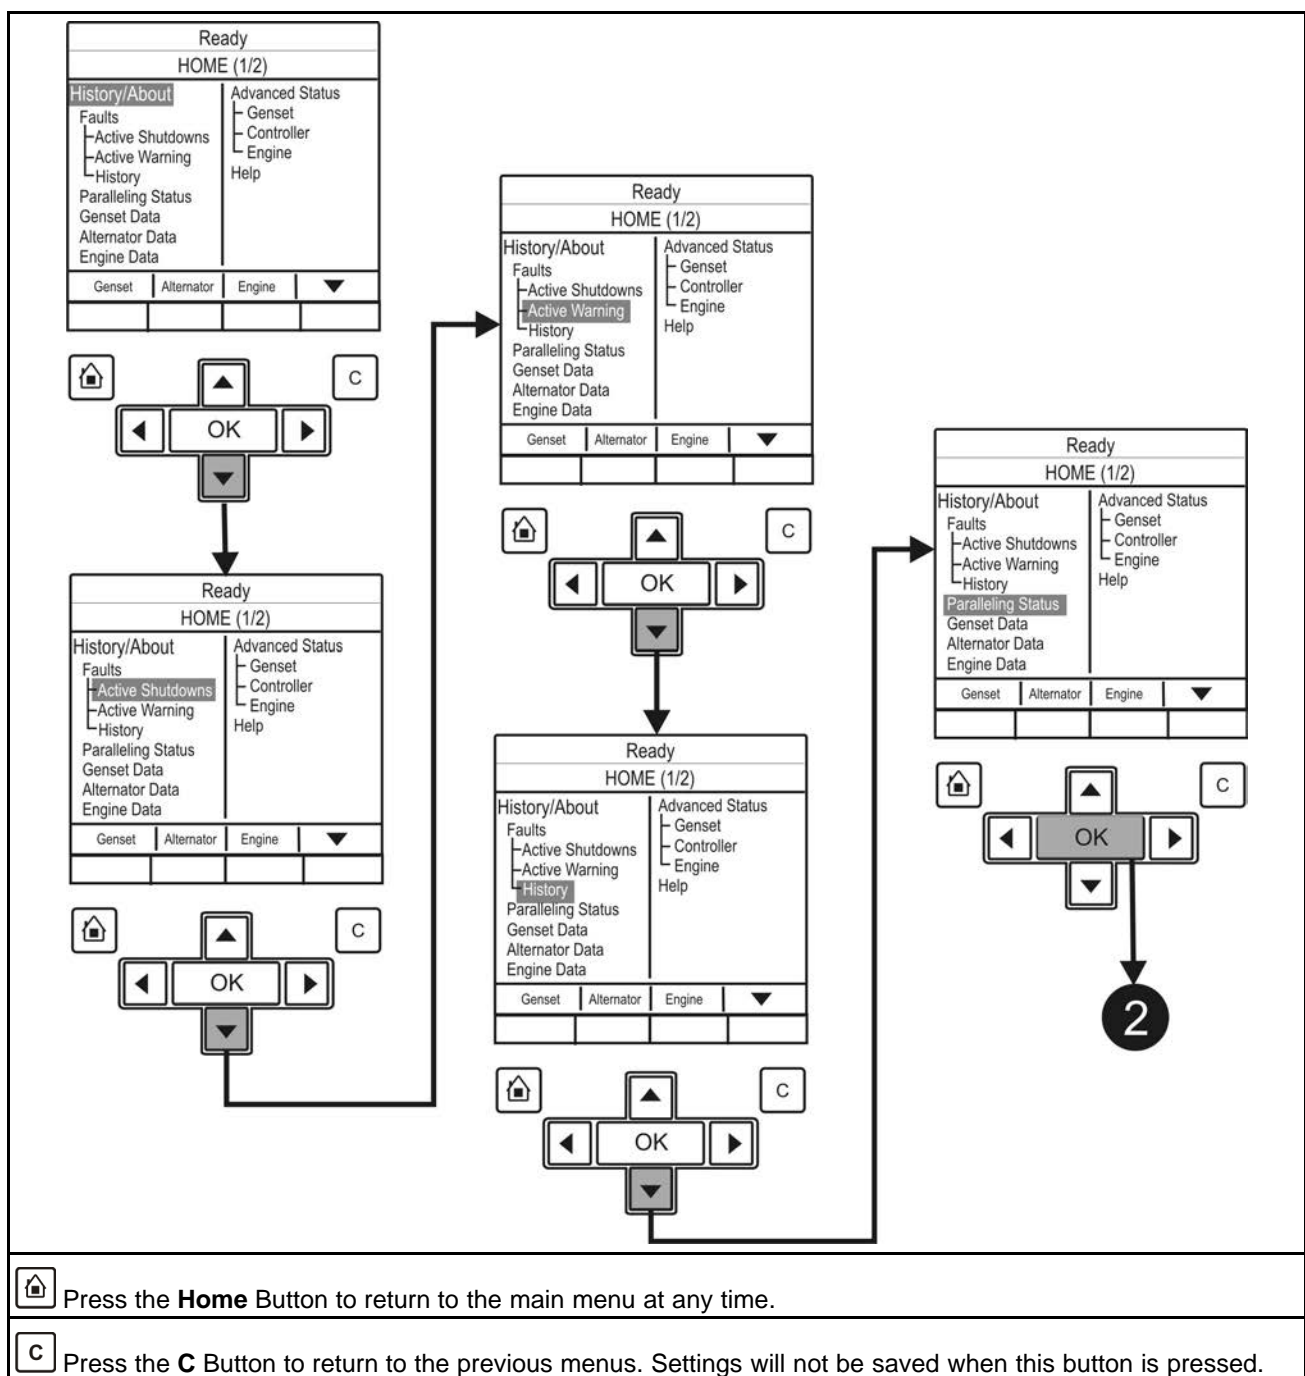 Ready
HOME (1/2)
History/About
Faults
Active Shutdowns
Active Warning
History
Paralleling Status
Genset Data
Alternator Data
Engine Data
Advanced Status
Genset
Controller
Engine
Help
Genset Alternator Engine
C
OK
Ready
HOME (1/2)
History/About
Faults
Active Shutdowns
Active Warning
History
Paralleling Status
Genset Data
Alternator Data
Engine Data
Advanced Status
Genset
Controller
Engine
Help
Genset Alternator Engine
C
OK
Ready
HOME (1/2)
History/About
Faults
Active Shutdowns
Active Warning
History
Paralleling Status
Genset Data
Alternator Data
Engine Data
Advanced Status
Genset
Controller
Engine
Help
Genset Alternator Engine
C
OK
Ready
HOME (1/2)
History/About
Faults
Active Shutdowns
Active Warning
History
Paralleling Status
Genset Data
Alternator Data
Engine Data
Advanced Status
Genset
Controller
Engine
Help
Genset Alternator Engine
C
OK
Ready
HOME (1/2)
History/About
Faults
Active Shutdowns
Active Warning
History
Paralleling Status
Genset Data
Alternator Data
Engine Data
Advanced Status
Genset
Controller
Engine
Help
Genset Alternator Engine
C
OK
2
Press the Home Button to return to the main menu at any time.
C Press the C Button to return to the previous menus. Settings will not be saved when this button is pressed.